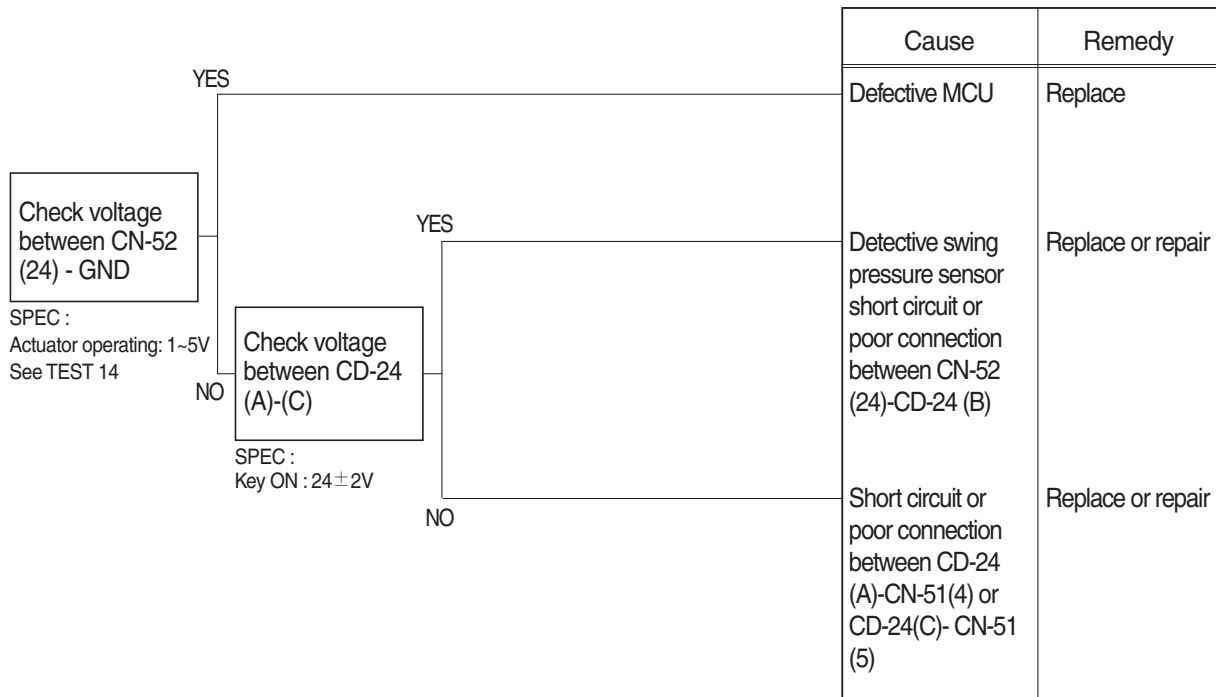 Cause
Remedy
YES
Defective MCU
Replace
Check voltage
between CN-52
(24) - GND
SPEC :
Actuator operating: 1~5V
See TEST 14
NO
YES
Detective swing
pressure sensor
short circuit or
poor connection
between CN-52
(24)-CD-24 (B)
Replace or repair
Check voltage
between CD-24
(A)-(C)
SPEC :
Key ON : 24±2V
NO
Short circuit or
poor connection
between CD-24
(A)-CN-51(4) or
CD-24(C)- CN-51
(5)
Replace or repair